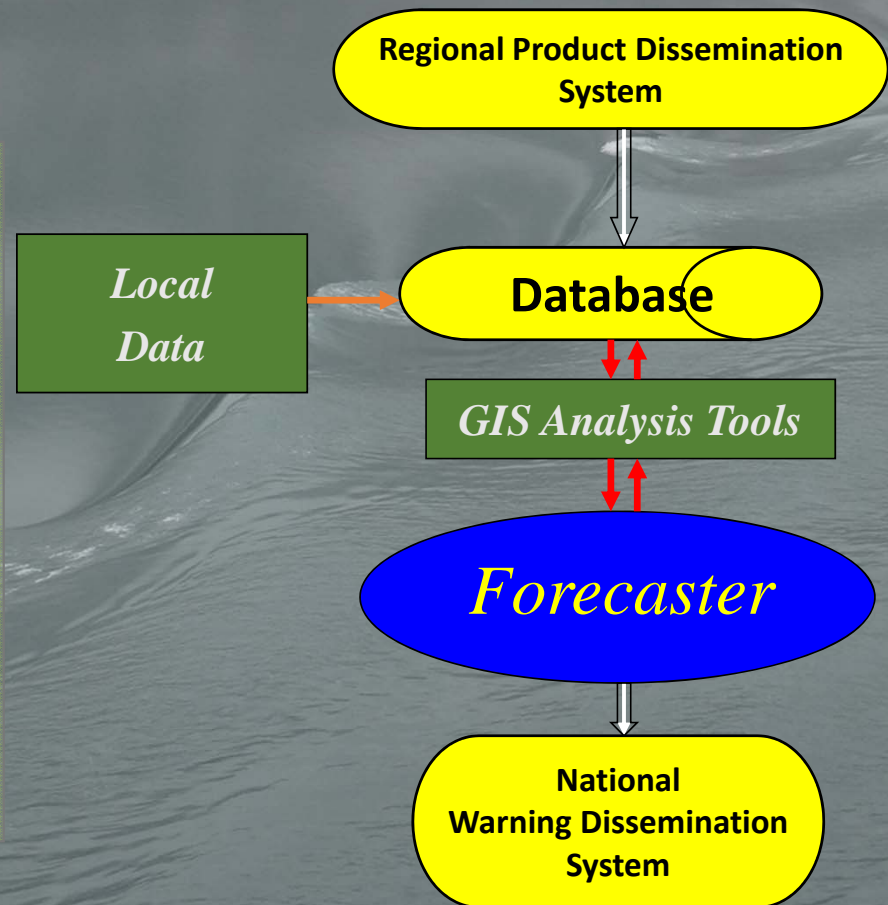 Regional Product Dissemination
System
Local
Data
Database
GIS Analysis Tools
Forecaster
National
Warning Dissemination
System